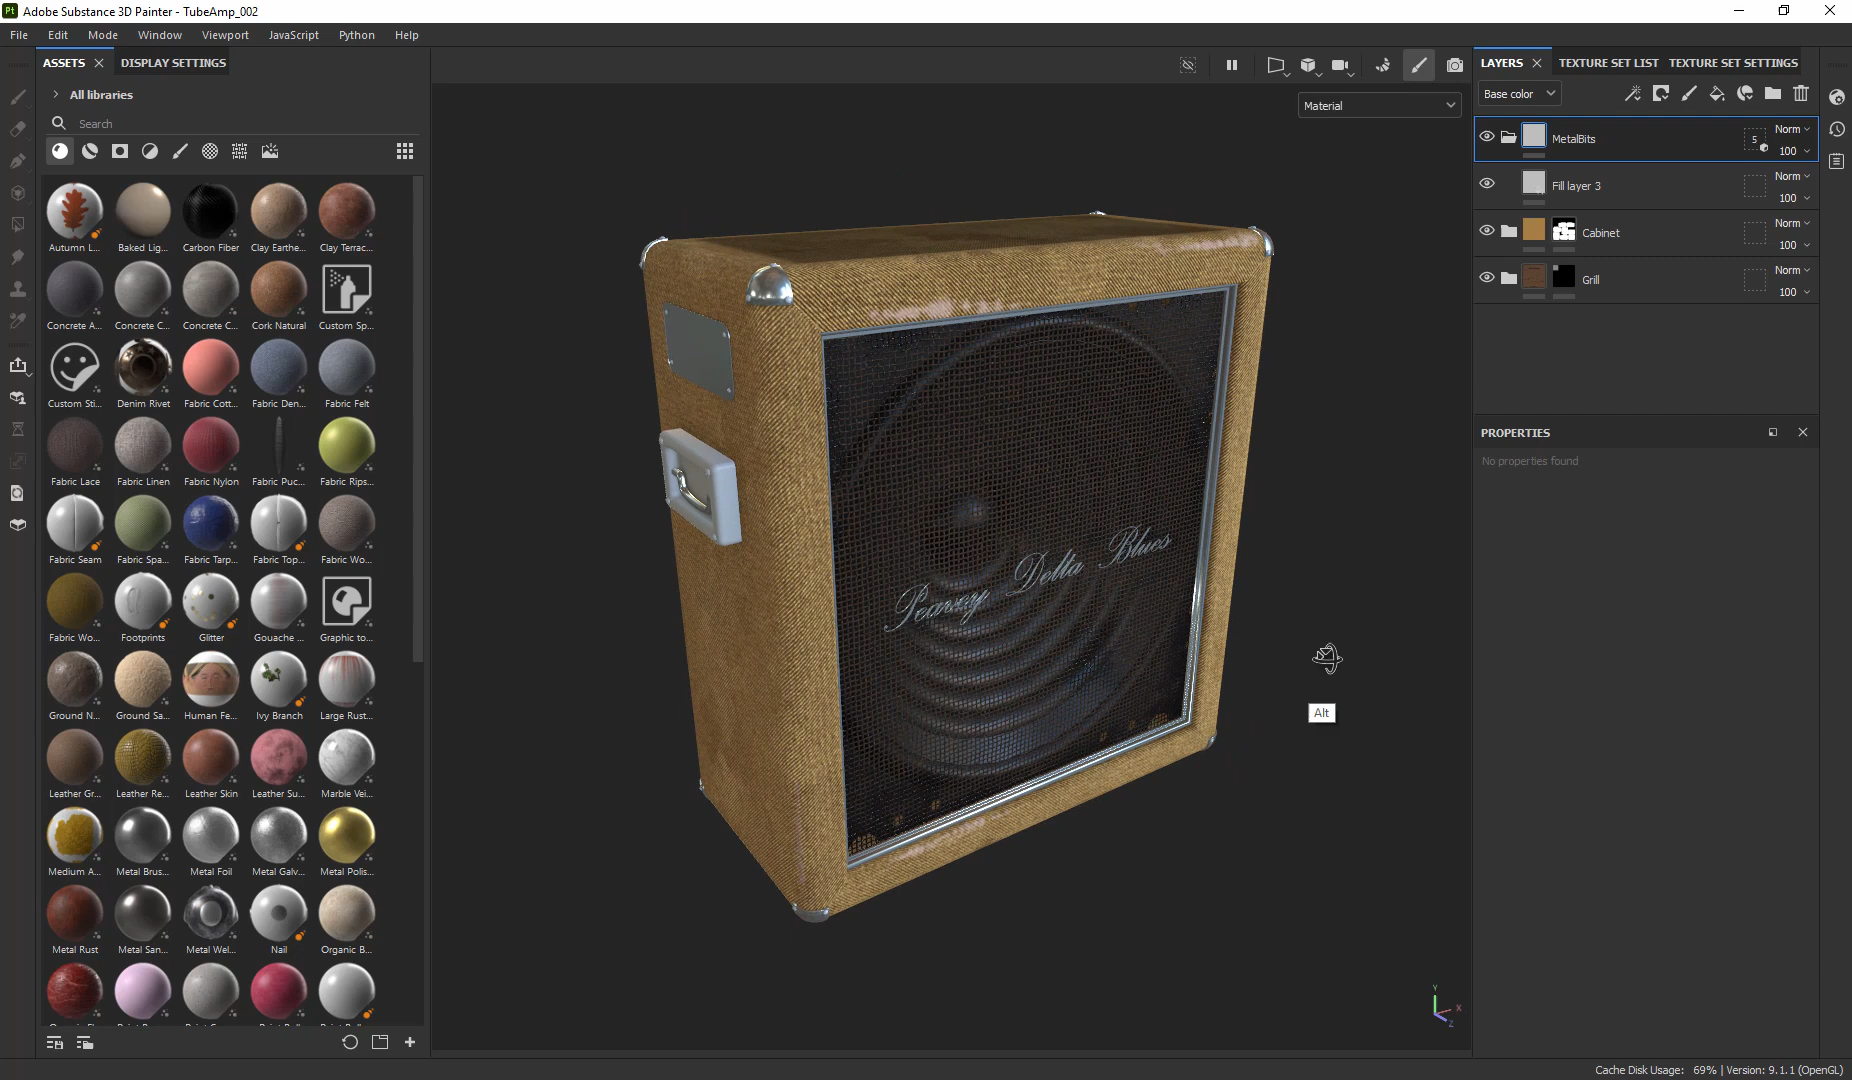 Pt Adobe Substance 3D Painter - TubeAmp_002
File Edit Mode Window Viewport JavaScript Python Help
ASSETS DISPLAY SETTINGS
All libraries
Search
Autumn L... Baked Lig... Carbon Fiber Clay Earthe... Clay Terrac...
Concrete A... Concrete C... Concrete C... Cork Natural Custom Sp...
Custom Sti... Denim Rivet Fabric Cott... Fabric Den... Fabric Felt
Fabric Lace Fabric Linen Fabric Nylon Fabric Puc... Fabric Rips...
Fabric Seam Fabric Spa... Fabric Tarp... Fabric Top... Fabric Wo...
Fabric Wo... Footprints Glitter Gouache ... Graphic to...
Ground N... Ground Sa... Human Fe... Ivy Branch Large Rust...
Leather Gr... Leather Re... Leather Skin Leather Su... Marble Vei...
Medium A... Metal Brus... Metal Foil Metal Galv... Metal Polis...
Metal Rust Metal San... Metal Wel... Nail Organic B...
Material
Peavey Delta Blues
Alt
Y
X
Z
LAYERS TEXTURE SET LIST TEXTURE SET SETTINGS
Base color
MetalBits 5 Norm
100
Fill layer 3 Norm
100
Cabinet Norm
100
Grill Norm
100
PROPERTIES
No properties found
Cache Disk Usage: 69% | Version: 9.1.1 (OpenGL)